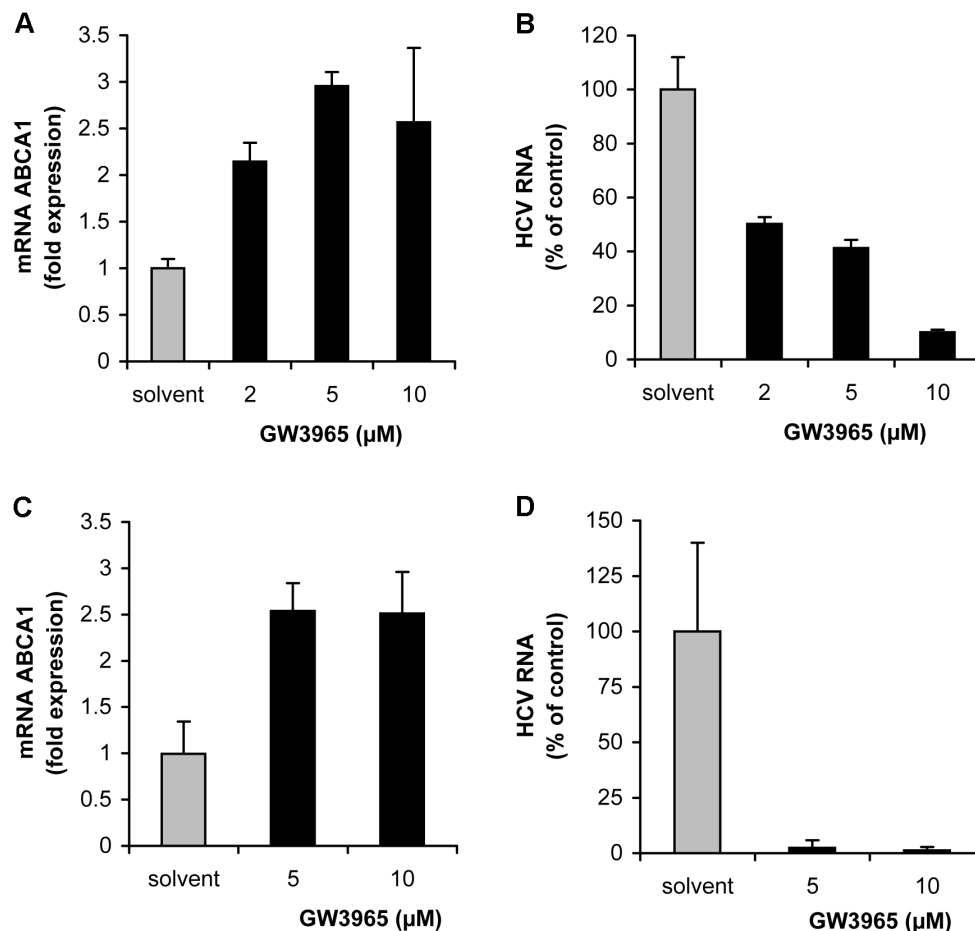 A
mRNA ABCA1
(fold expression)
3.5
3
2.5
2
1.5
1
0.5
0
solvent 2 5 10
GW3965 (µM)
B
HCV RNA
(% of control)
120
100
80
60
40
20
0
solvent 2 5 10
GW3965 (µM)
C
mRNA ABCA1
(fold expression)
3.5
3
2.5
2
1.5
1
0.5
0
solvent 5 10
GW3965 (µM)
D
HCV RNA
(% of control)
150
125
100
75
50
25
0
solvent 5 10
GW3965 (µM)